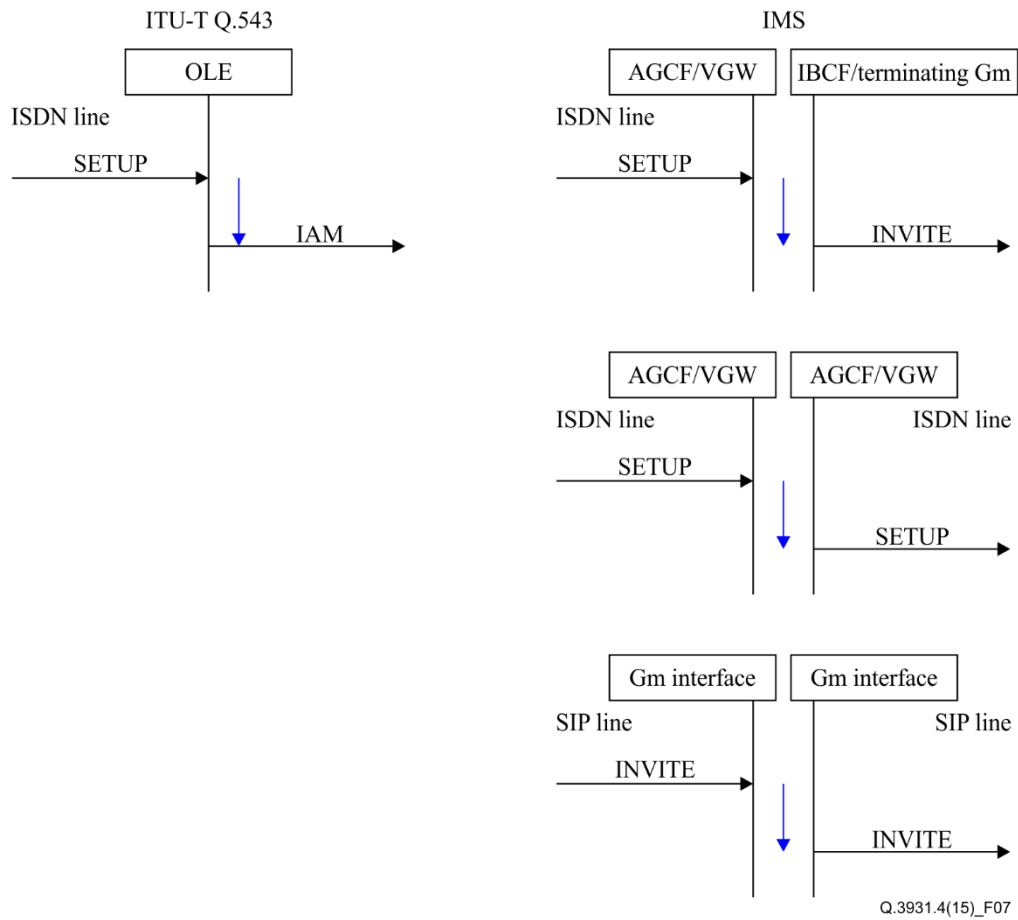 ITU-T Q.543
IMS
OLE
AGCF/VGW
IBCF/terminating Gm
ISDN line
ISDN line
SETUP
SETUP
IAM
INVITE
AGCF/VGW
AGCF/VGW
ISDN line
ISDN line
SETUP
SETUP
Gm interface
Gm interface
SIP line
SIP line
INVITE
INVITE
Q.3931.4(15)_F07